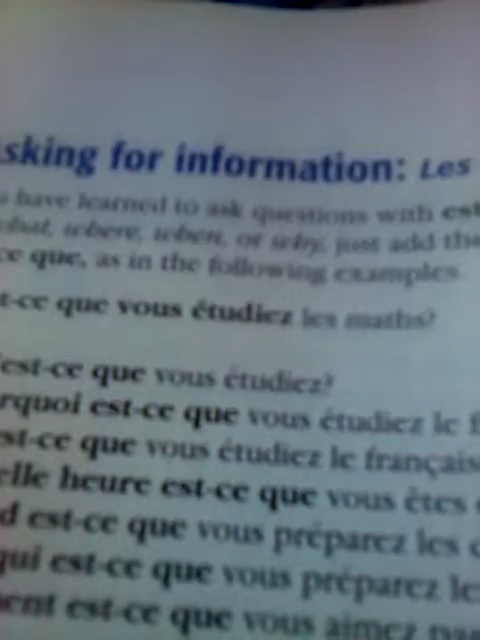 sking for information: Les
have learned to ask questions with est
what, where, when, or why, just add the
ce que, as in the following examples.
t-ce que vous étudiez les maths?
'est-ce que vous étudiez?
rquoi est-ce que vous étudiez le f
st-ce que vous étudiez le français
elle heure est-ce que vous êtes
d est-ce que vous préparez les
qui est-ce que vous préparez le
ment est-ce que vous aimez